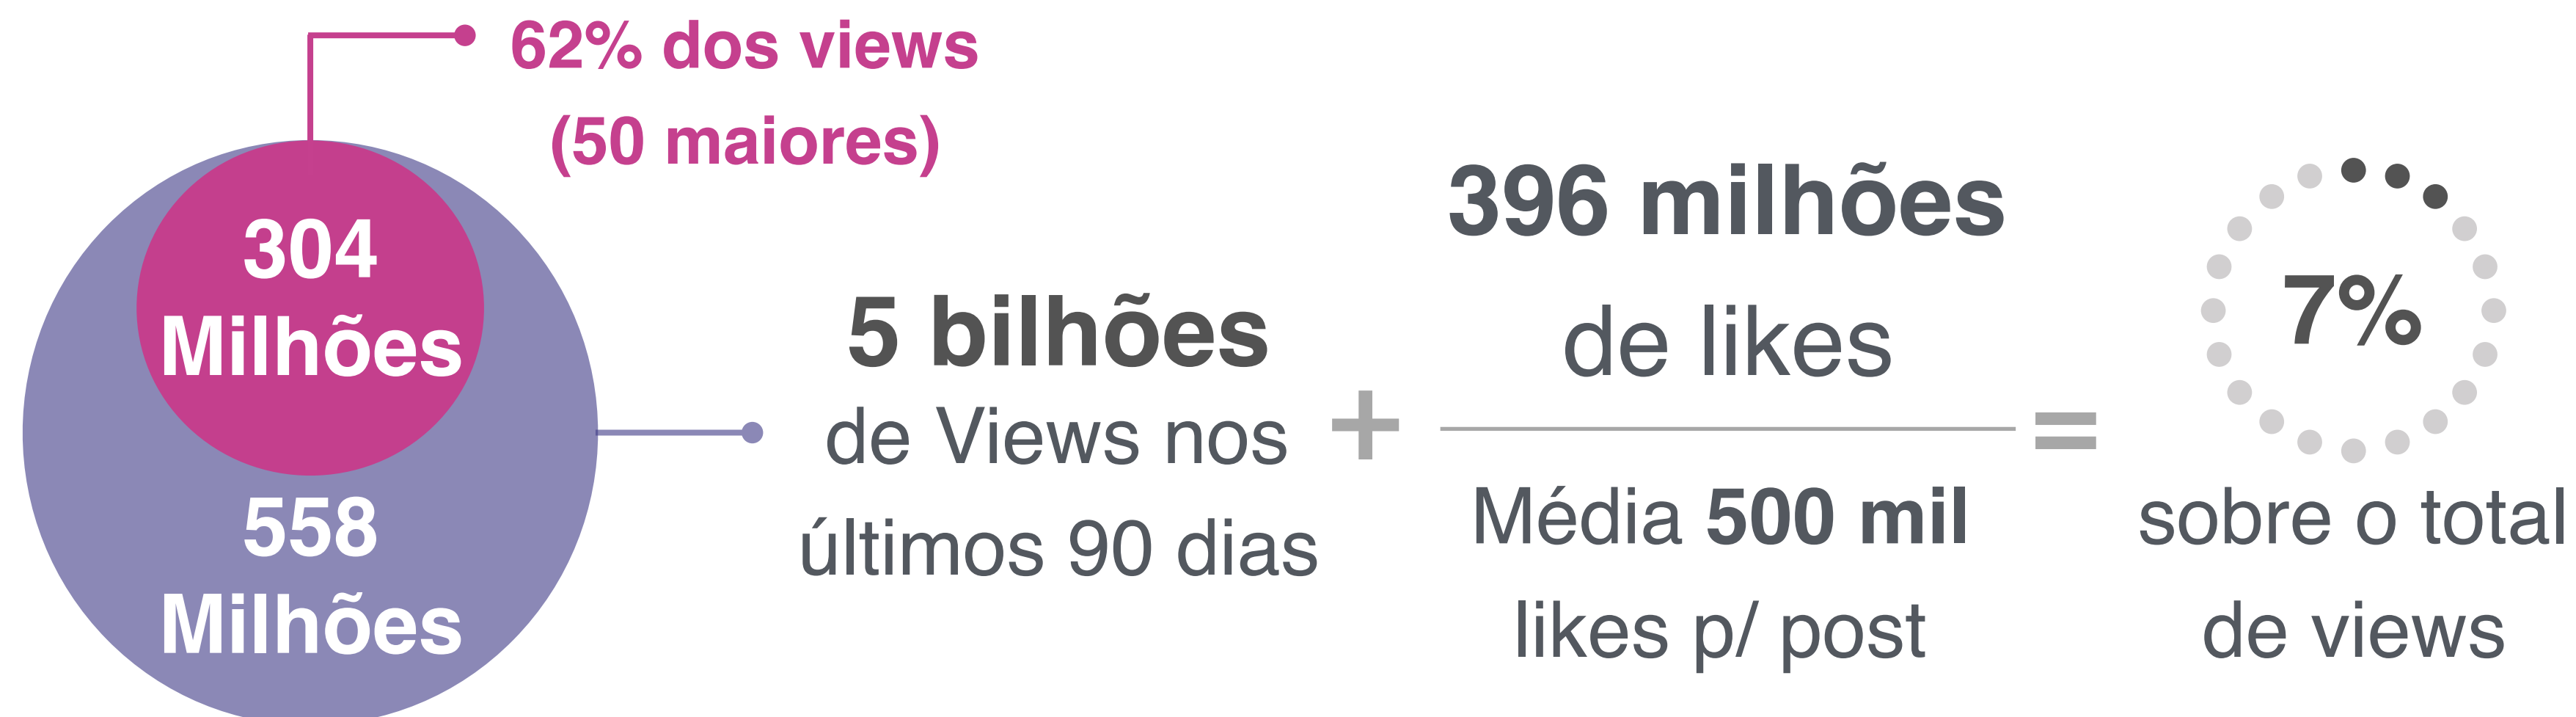 62% dos views
(50 maiores)
304
Milhões
558
Milhões
5 bilhões
de Views nos
últimos 90 dias
+
396 milhões
de likes
Média 500 mil
likes p/ post
=
7%
sobre o total
de views